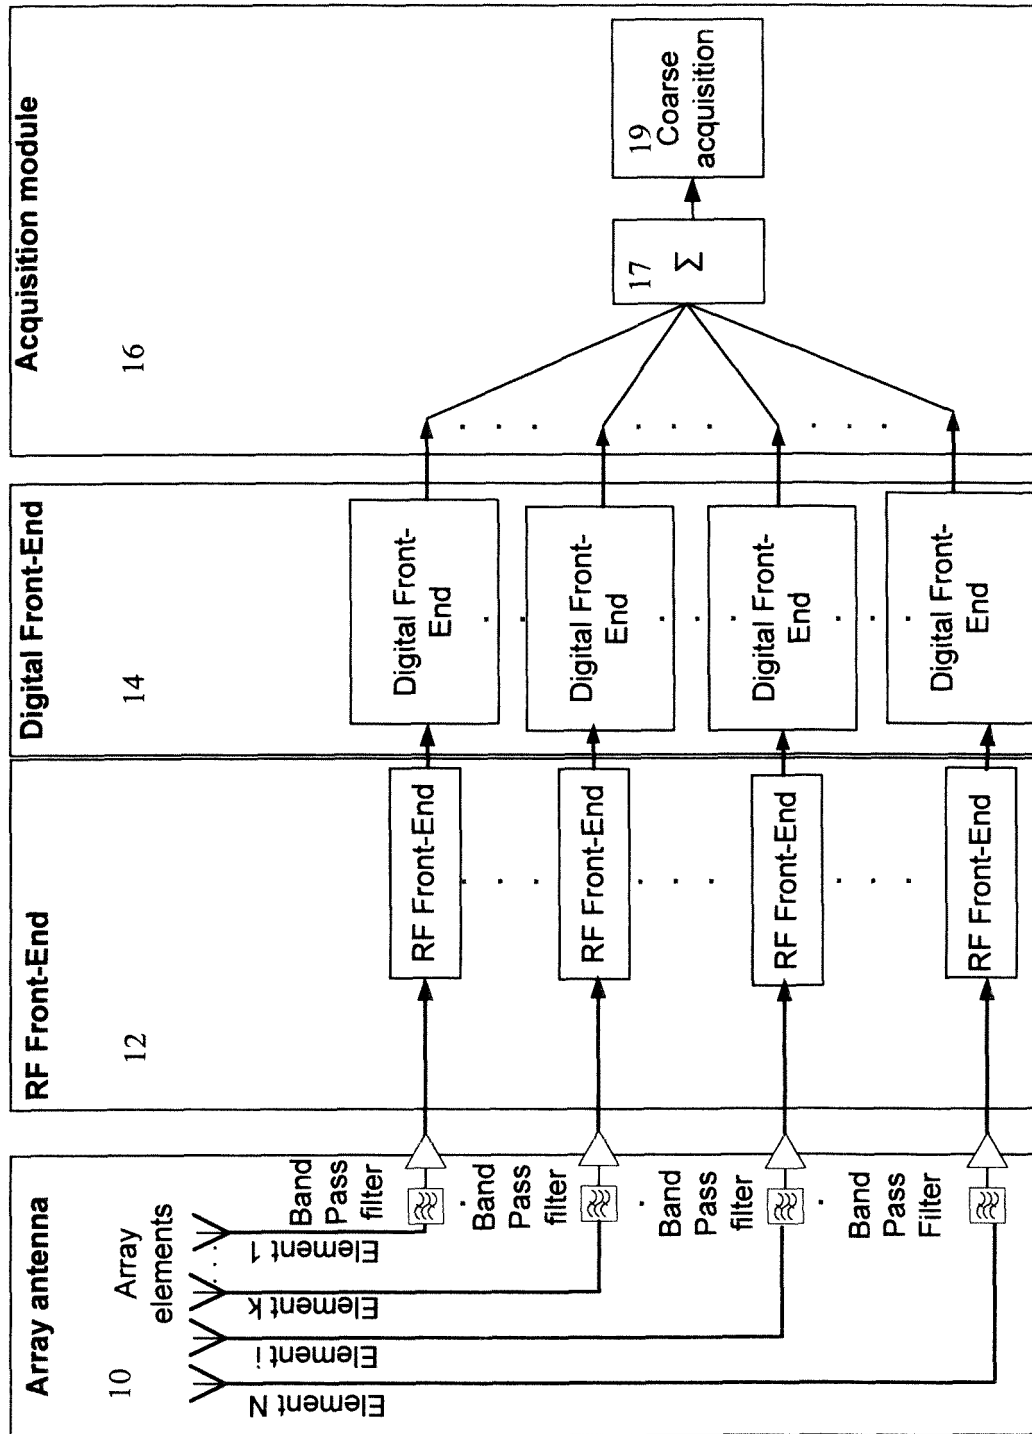 Array antenna
10
Array
elements
Element 1
Element k
Element i
Element N
Band
Pass
filter
Band
Pass
filter
Band
Pass
filter
Band
Pass
Filter
RF Front-End
12
RF Front-End
RF Front-End
RF Front-End
RF Front-End
Digital Front-End
14
Digital Front-
End
Digital Front-
End
Digital Front-
End
Digital Front-
End
Acquisition module
16
17
Σ
19
Coarse
acquisition